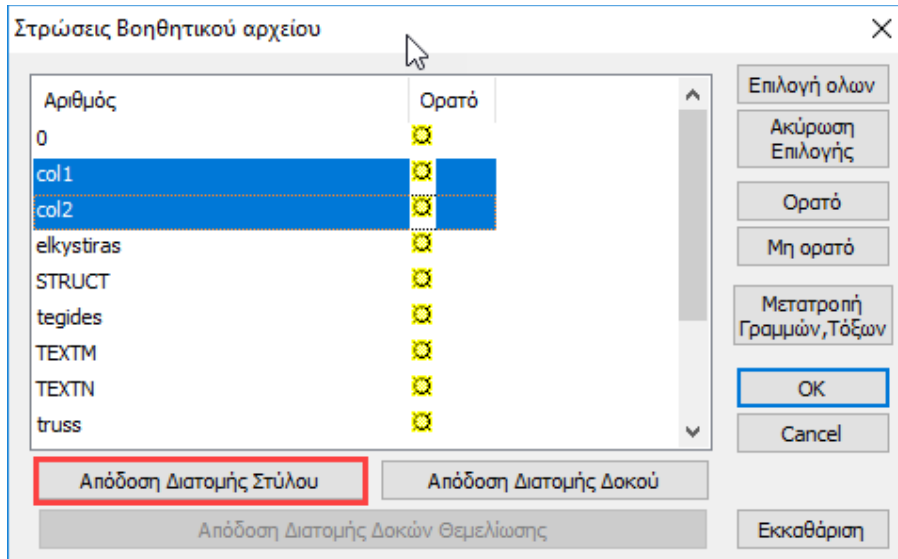 Στρώσεις Βοηθητικού αρχείου
Αριθμός Ορατό
0
col1
col2
elkystiras
STRUCT
tegides
TEXTM
TEXTN
truss
Επιλογή ολων
Ακύρωση
Επιλογής
Ορατό
Μη ορατό
Μετατροπή
Γραμμών,Τόξων
OK
Cancel
Απόδοση Διατομής Στύλου
Απόδοση Διατομής Δοκού
Απόδοση Διατομής Δοκών Θεμελίωσης
Εκκαθάριση